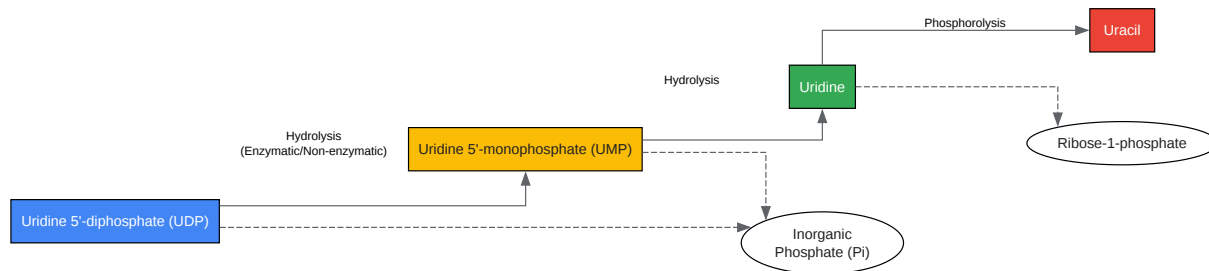 Phosphorolysis
Uracil
Hydrolysis
Uridine
Hydrolysis
(Enzymatic/Non-enzymatic)
Uridine 5'-monophosphate (UMP)
Ribose-1-phosphate
Uridine 5'-diphosphate (UDP)
Inorganic
Phosphate (Pi)